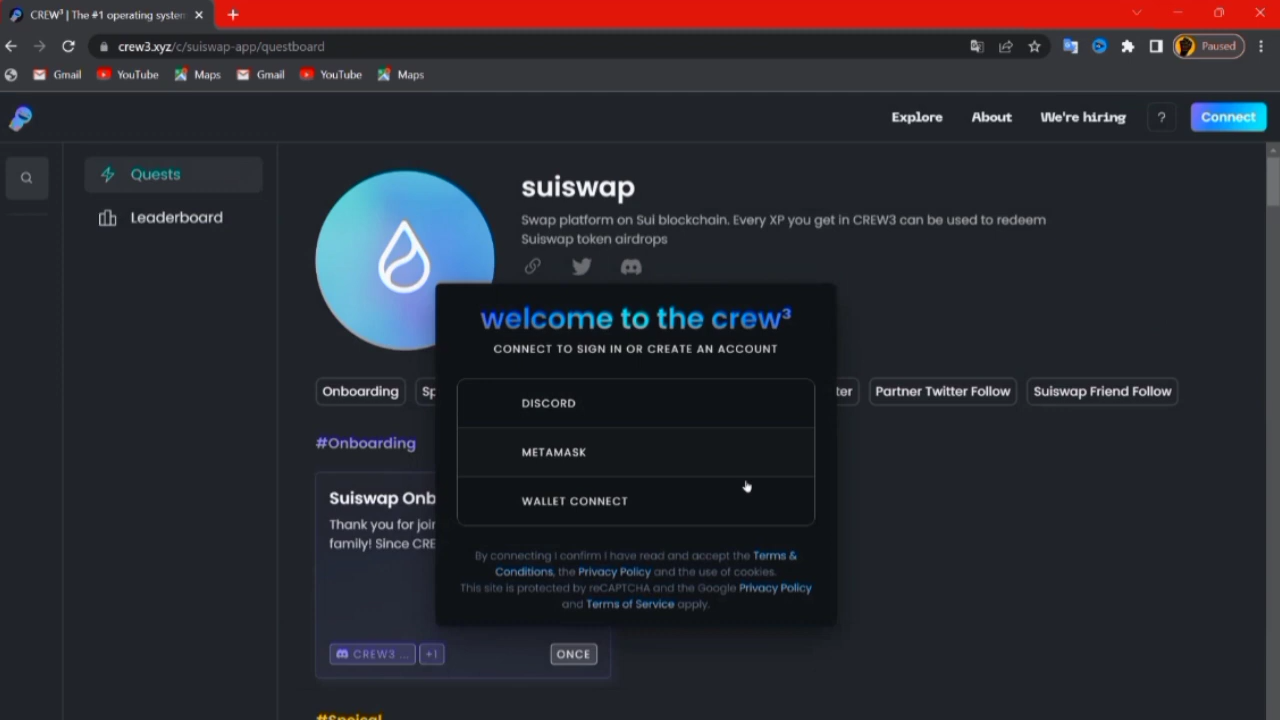 CREW³ | The #1 operating system
crew3.xyz/c/suiswap-app/questboard
Paused
Gmail
YouTube
Maps
Gmail
YouTube
Maps
Explore
About
We're hiring
?
Connect
Quests
Leaderboard
suiswap
Swap platform on Sui blockchain. Every XP you get in CREW3 can be used to redeem
Suiswap token airdrops
welcome to the crew³
CONNECT TO SIGN IN OR CREATE AN ACCOUNT
DISCORD
METAMASK
WALLET CONNECT
By connecting I confirm I have read and accept the Terms &
Conditions, the Privacy Policy and the use of cookies.
This site is protected by reCAPTCHA and the Google Privacy Policy
and Terms of Service apply.
Onboarding
Sp
ter
Partner Twitter Follow
Suiswap Friend Follow
#Onboarding
Suiswap Onb
Thank you for join
family! Since CRE
CREW3 ...
+1
ONCE
#Speical